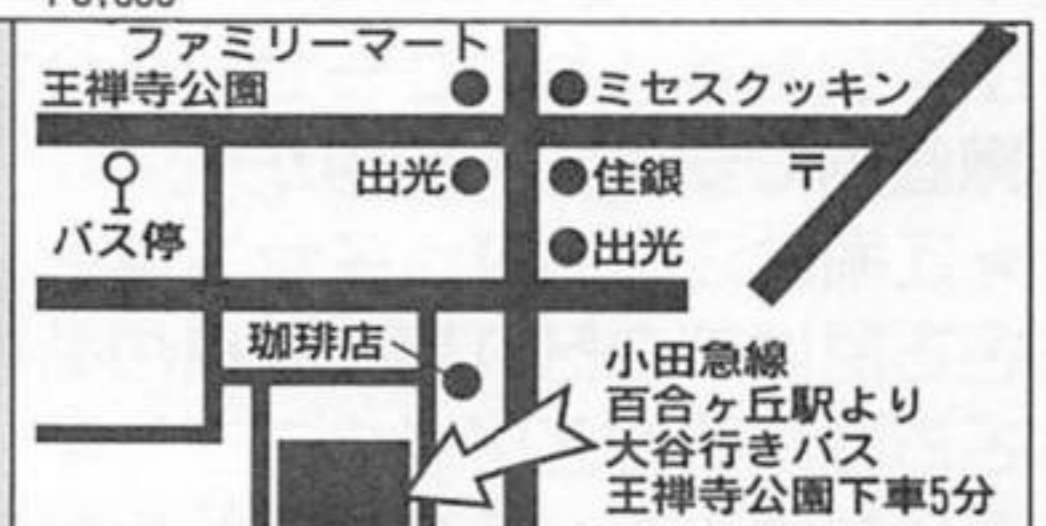 ファミリーマート
王禅寺公園
ミセスクッキン
出光
住銀
〒
バス停
出光
珈琲店
小田急線
百合ヶ丘駅より
大谷行きバス
王禅寺公園下車5分